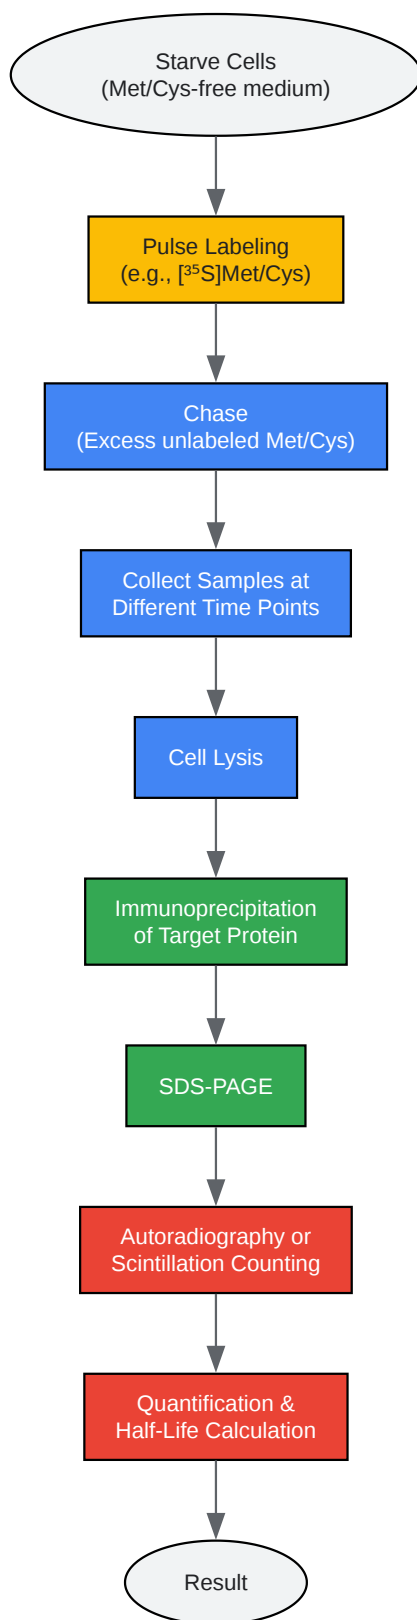 Starve Cells
(Met/Cys-free medium)
Pulse Labeling
(e.g., [³⁵S]Met/Cys)
Chase
(Excess unlabeled Met/Cys)
Collect Samples at
Different Time Points
Cell Lysis
Immunoprecipitation
of Target Protein
SDS-PAGE
Autoradiography or
Scintillation Counting
Quantification &
Half-Life Calculation
Result